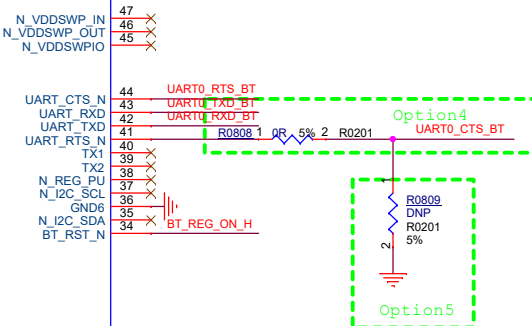 N_VDDSWP_IN 47
N_VDDSWP_OUT 46
N_VDDSWPIO 45
UART_CTS_N 44 UART0_RTS_BT
UART_RXD 43 UART0_TXD_BT
UART_TXD 42 UART0_RXD_BT
UART_RTS_N 41 R0808 1 0R 5% 2 R0201 UART0_CTS_BT
Option4
TX1 40
TX2 39
N_REG_PU 38
N_I2C_SCL 37
GND6 36
N_I2C_SDA 35
BT_RST_N 34 BT_REG_ON_H
1
R0809
DNP
R0201
5%
2
Option5